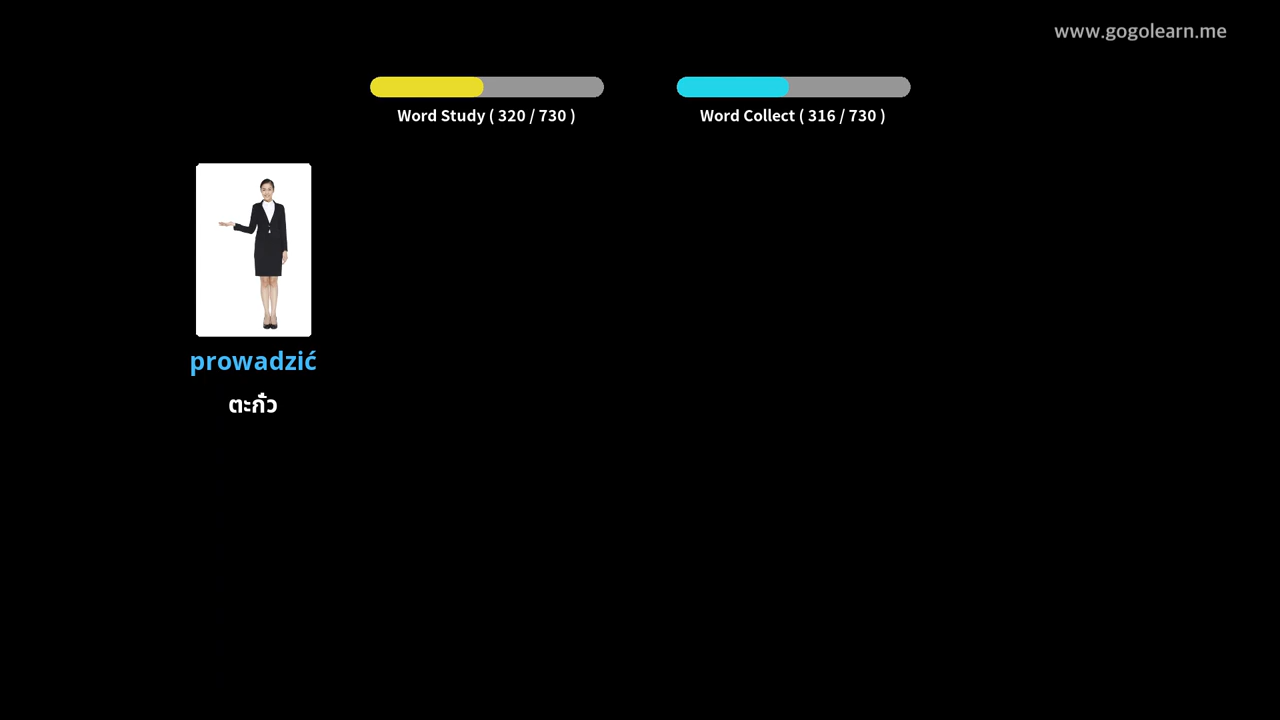 www.gogolearn.me
Word Study ( 320 / 730 )
Word Collect ( 316 / 730 )
prowadzić
ตะกั่ว